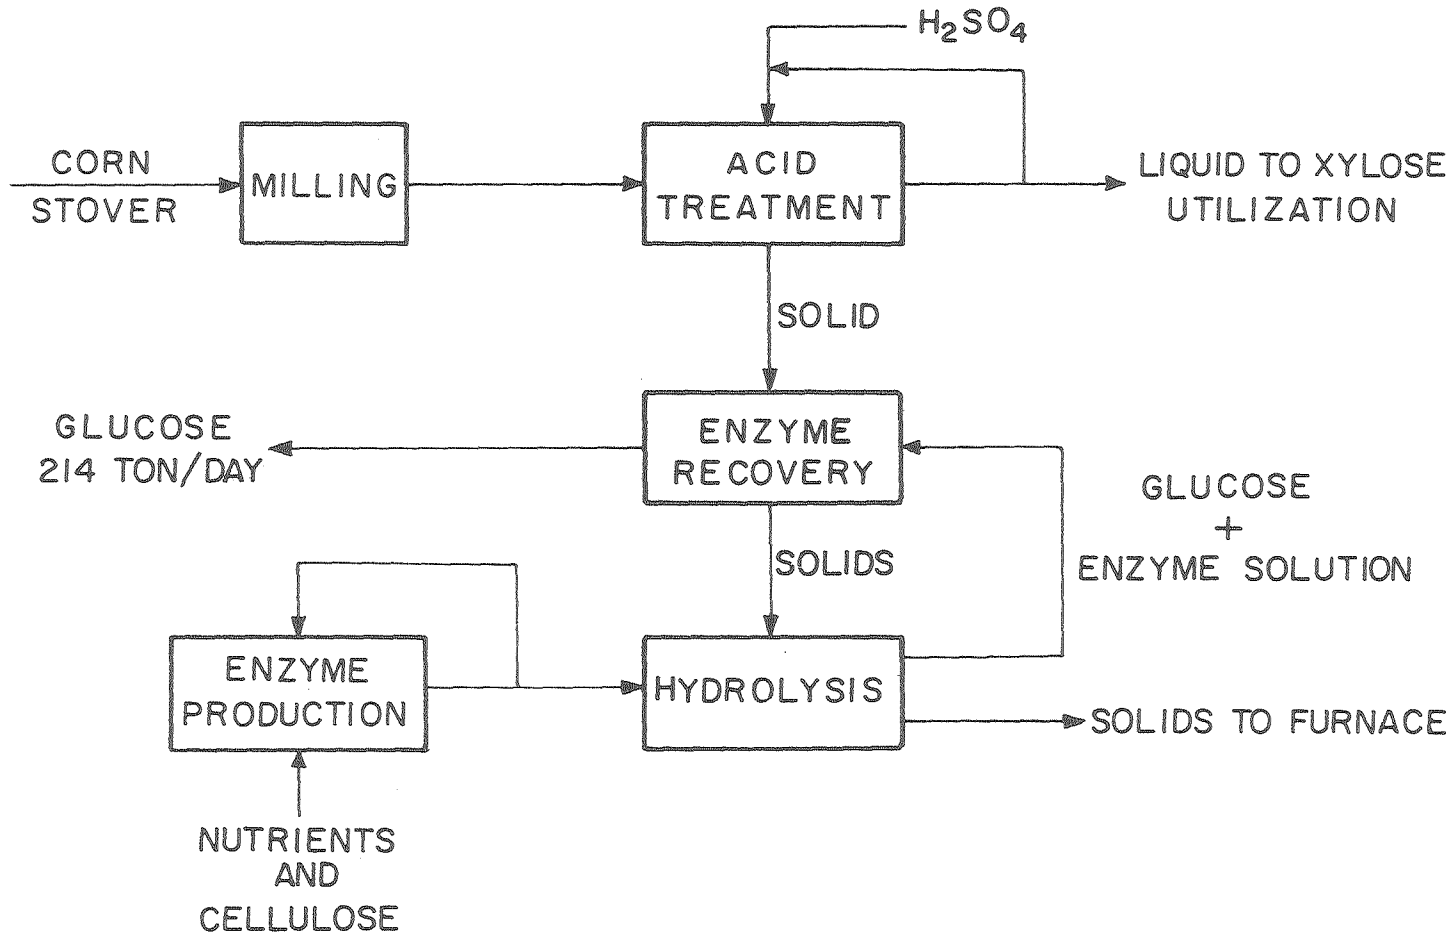 H₂SO₄
CORN
STOVER
MILLING
ACID
TREATMENT
LIQUID TO XYLOSE
UTILIZATION
SOLID
GLUCOSE
214 TON/DAY
ENZYME
RECOVERY
GLUCOSE
+
ENZYME SOLUTION
SOLIDS
ENZYME
PRODUCTION
HYDROLYSIS
SOLIDS TO FURNACE
NUTRIENTS
AND
CELLULOSE